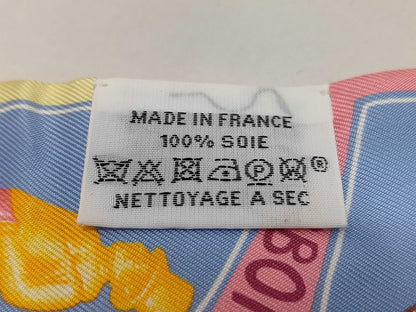 MADE IN FRANCE
100% SOIE
®
NETTOYAGE A SEC